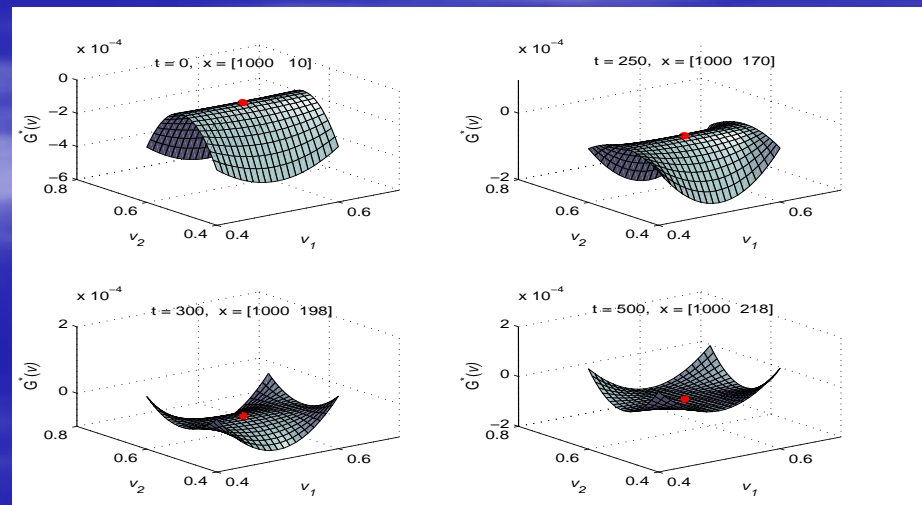 x 10⁻⁴
t = 0, x = [1000 10]
0
−2
−4
−6
G*(v)
0.8
0.6
0.4
v₂
0.4
0.6
v₁
x 10⁻⁴
t = 250, x = [1000 170]
0
−2
G*(v)
0.8
0.6
0.4
v₂
0.4
0.6
v₁
x 10⁻⁴
t = 300, x = [1000 198]
2
0
G*(v)
0.8
0.6
0.4
v₂
0.4
0.6
v₁
x 10⁻⁴
t = 500, x = [1000 218]
2
0
−2
G*(v)
0.8
0.6
0.4
v₂
0.4
0.6
v₁